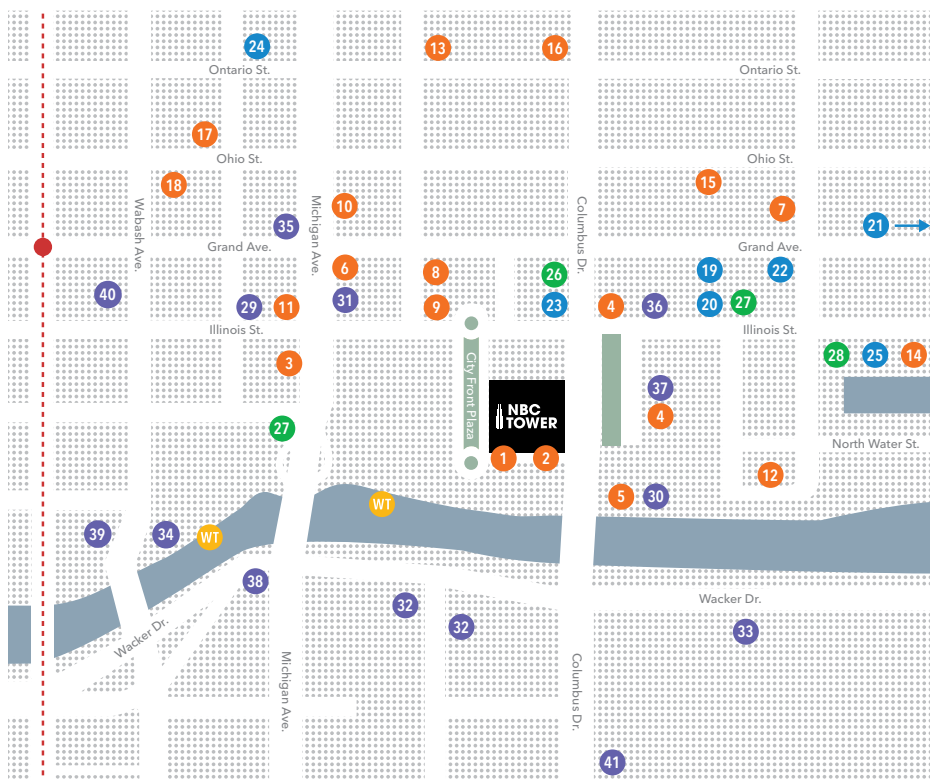 24
13
16
Ontario St.
Ontario St.
17
Ohio St.
Ohio St.
18
15
10
7
Wabash Ave.
Michigan Ave.
Columbus Dr.
35
21
Grand Ave.
Grand Ave.
6
8
26
19
22
40
29
11
31
9
23
4
36
20
27
Illinois St.
Illinois St.
3
City Front Plaza
28
25
14
37
NBC
TOWER
4
27
North Water St.
1
2
12
5
30
WT
39
34
WT
38
Wacker Dr.
32
32
33
Wacker Dr.
Michigan Ave.
Columbus Dr.
41